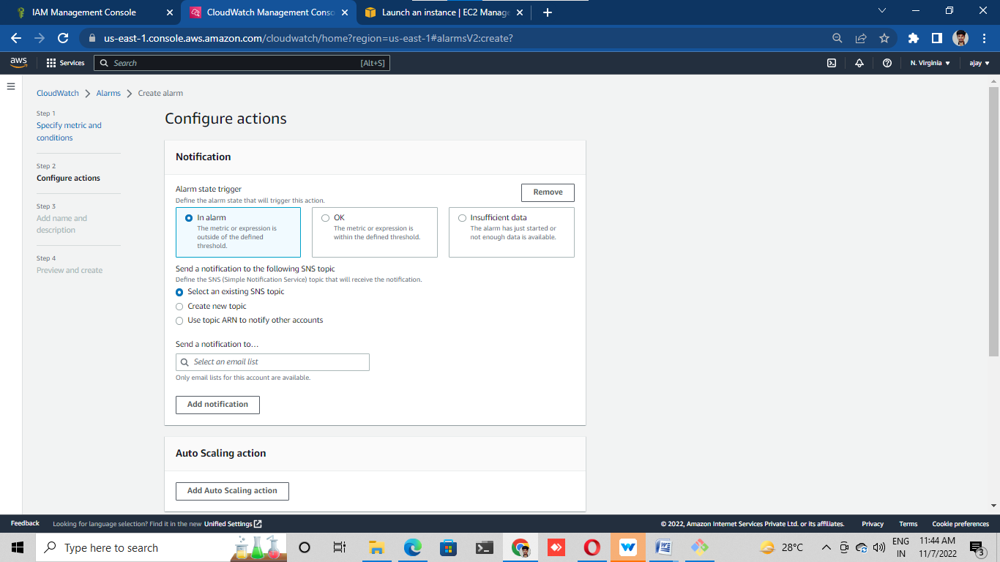 IAM Management Console
CloudWatch Management Conso
Launch an instance | EC2 Manage
us-east-1.console.aws.amazon.com/cloudwatch/home?region=us-east-1#alarmsV2:create?
aws
Services
Search
[Alt+S]
N. Virginia
ajay
CloudWatch
Alarms
Create alarm
Step 1
Specify metric and
conditions
Step 2
Configure actions
Step 3
Add name and
description
Step 4
Preview and create
Configure actions
Notification
Alarm state trigger
Define the alarm state that will trigger this action.
Remove
In alarm
The metric or expression is
outside of the defined
threshold.
OK
The metric or expression is
within the defined threshold.
Insufficient data
The alarm has just started or
not enough data is available.
Send a notification to the following SNS topic
Define the SNS (Simple Notification Service) topic that will receive the notification.
Select an existing SNS topic
Create new topic
Use topic ARN to notify other accounts
Send a notification to…
Select an email list
Only email lists for this account are available.
Add notification
Auto Scaling action
Add Auto Scaling action
Feedback
Looking for language selection? Find it in the new Unified Settings
© 2022, Amazon Internet Services Private Ltd. or its affiliates.
Privacy
Terms
Cookie preferences
Type here to search
28°C
ENG
IN
11:44 AM
11/7/2022
3